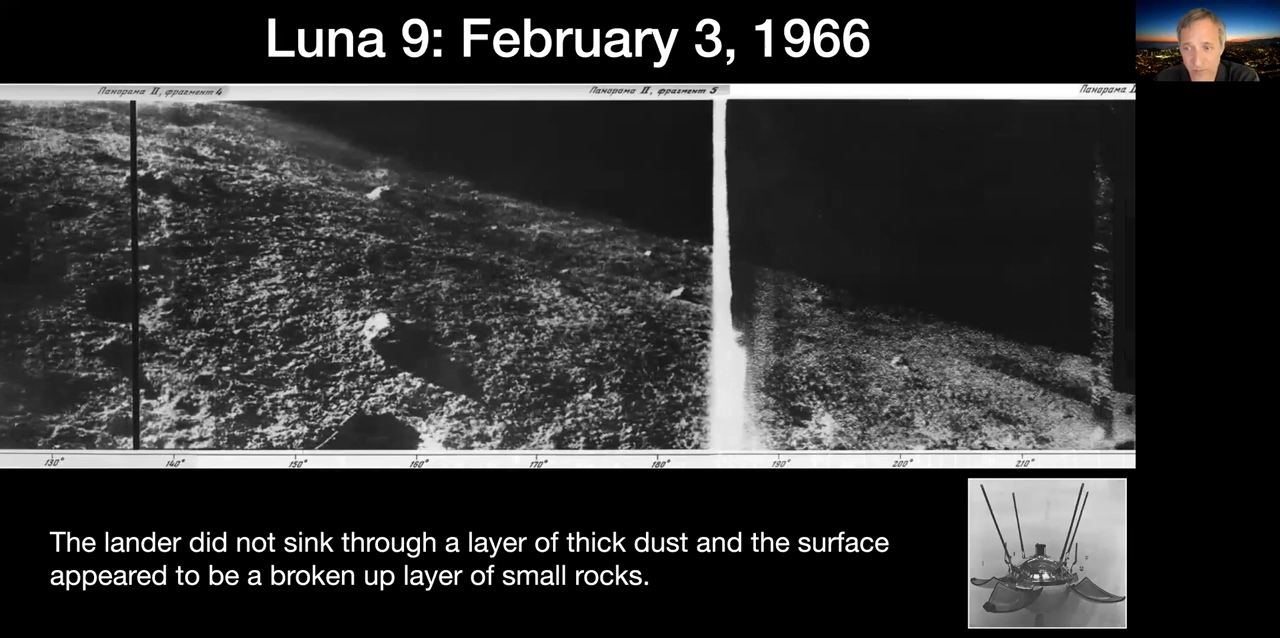 Luna 9: February 3, 1966
Панорама II, фрагмент 4
Панорама II, фрагмент 5
Панорама
130° 140° 150° 160° 170° 180° 190° 200° 210°
The lander did not sink through a layer of thick dust and the surface
appeared to be a broken up layer of small rocks.